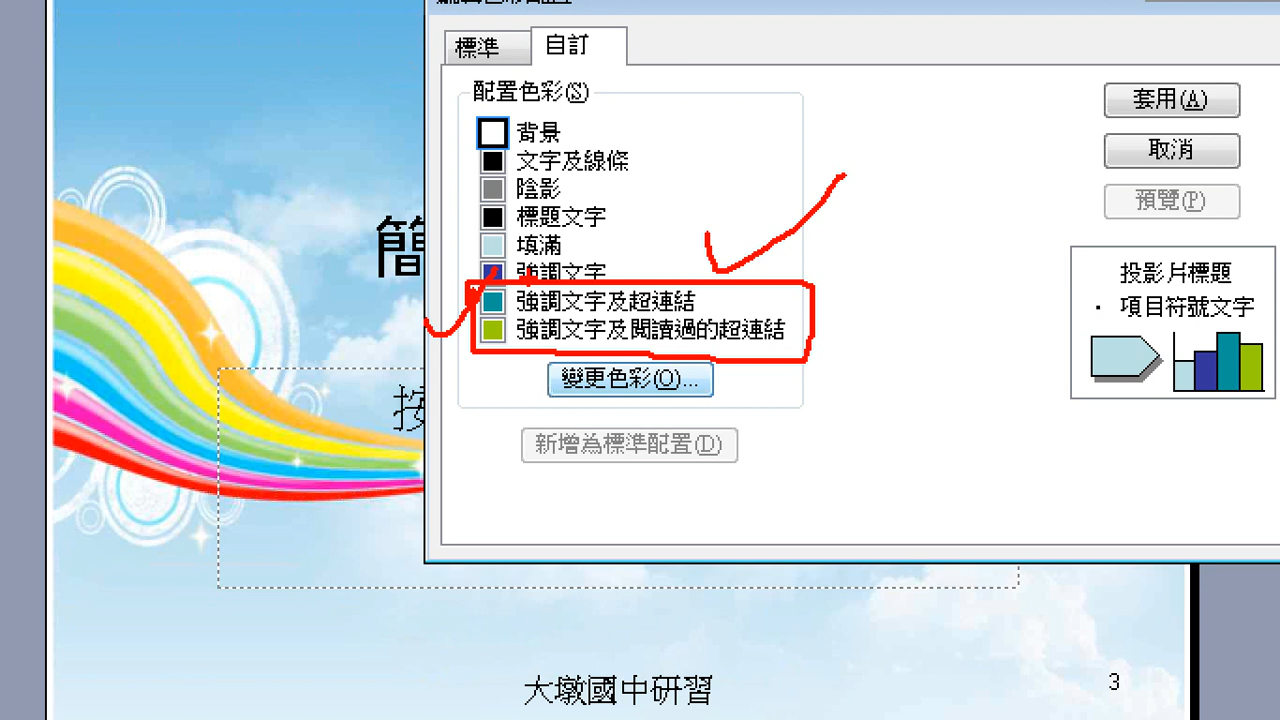 標準
自訂
配置色彩(S)
背景
文字及線條
陰影
標題文字
填滿
強調文字
強調文字及超連結
強調文字及閱讀過的超連結
變更色彩(O)...
新增為標準配置(D)
套用(A)
取消
預覽(P)
投影片標題
· 項目符號文字
簡
按
大墩國中研習
3